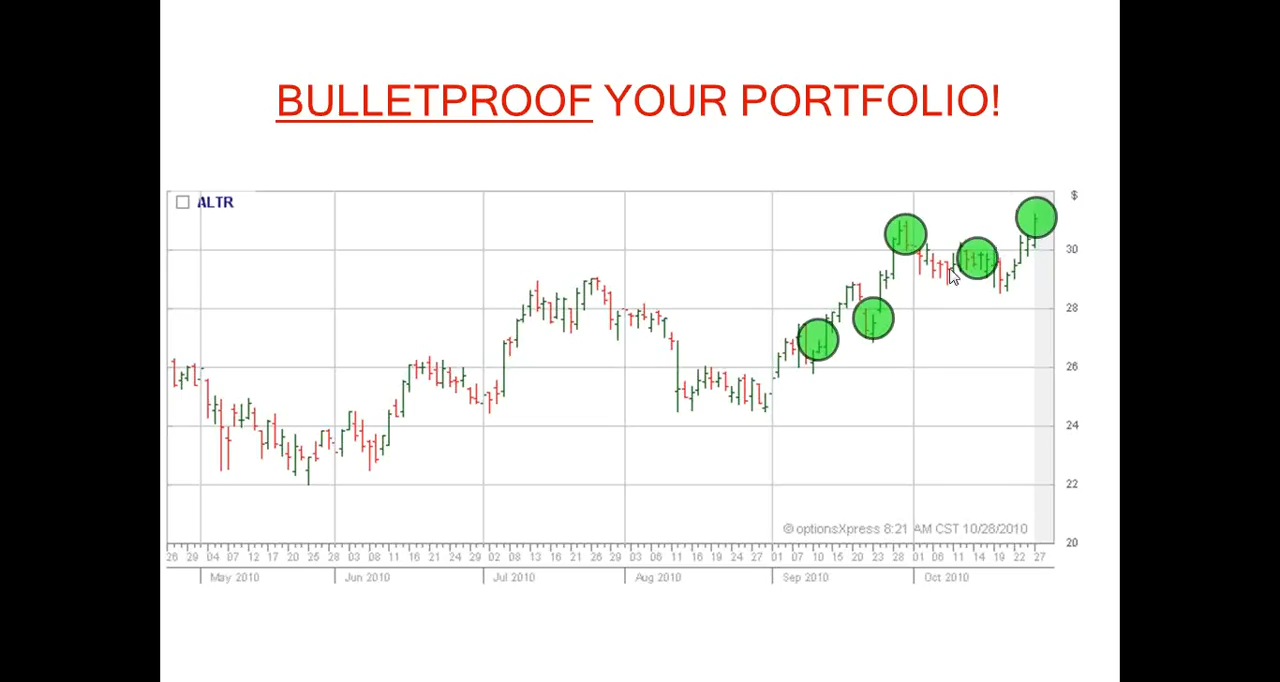 BULLETPROOF YOUR PORTFOLIO!
ALTR
$
30
28
26
24
22
© optionsXpress 8:21 AM CST 10/28/2010
20
26 29 04 07 12 17 20 25 28 03 08 11 16 21 24 29 02 08 13 16 21 26 29 03 06 11 16 19 24 27 01 07 10 15 20 23 28 01 06 11 14 19 22 27
May 2010 Jun 2010 Jul 2010 Aug 2010 Sep 2010 Oct 2010